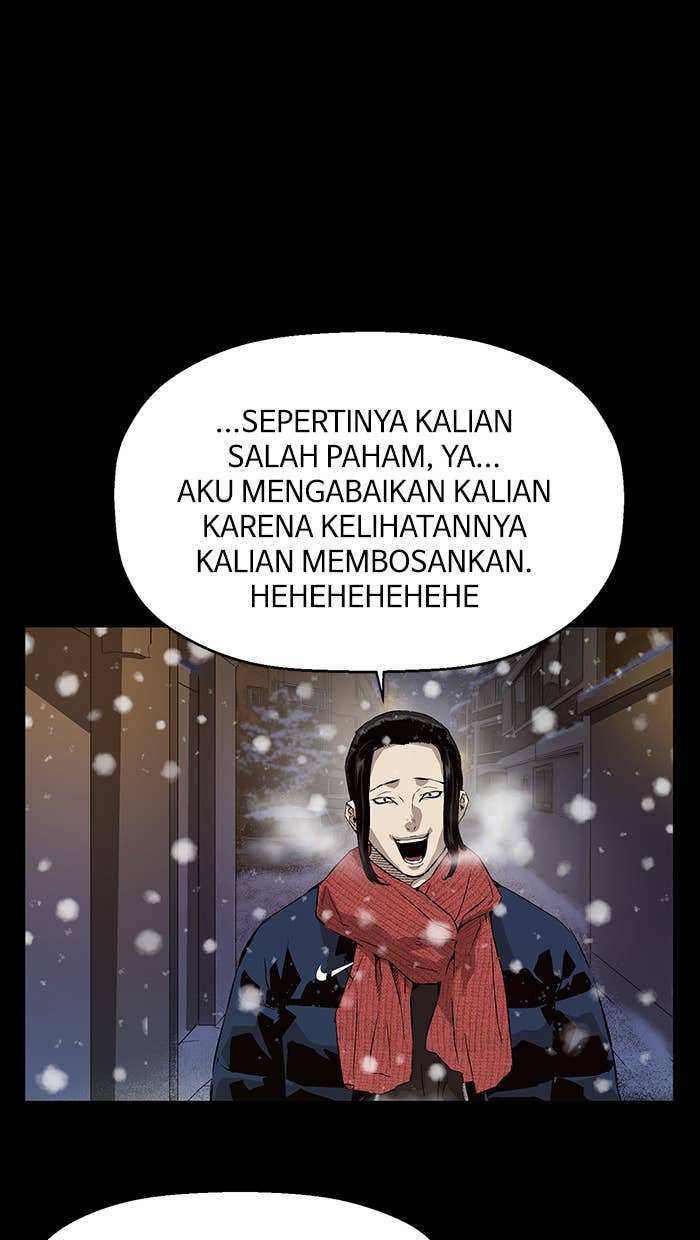 ...SEPERTINYA KALIAN
SALAH PAHAM, YA...
AKU MENGABAIKAN KALIAN
KARENA KELIHATANNYA
KALIAN MEMBOSANKAN.
HEHEHEHEHEHE